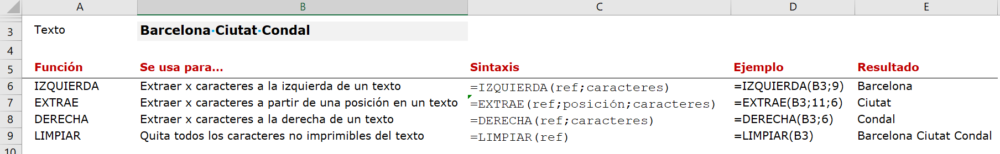 A B C D E
3 Texto Barcelona·Ciutat·Condal
4
5 Función Se usa para... Sintaxis Ejemplo Resultado
6 IZQUIERDA Extraer x caracteres a la izquierda de un texto =IZQUIERDA(ref;caracteres) =IZQUIERDA(B3;9) Barcelona
7 EXTRAE Extraer x caracteres a partir de una posición en un texto =EXTRAE(ref;posición;caracteres) =EXTRAE(B3;11;6) Ciutat
8 DERECHA Extraer x caracteres a la derecha de un texto =DERECHA(ref;caracteres) =DERECHA(B3;6) Condal
9 LIMPIAR Quita todos los caracteres no imprimibles del texto =LIMPIAR(ref) =LIMPIAR(B3) Barcelona Ciutat Condal
10